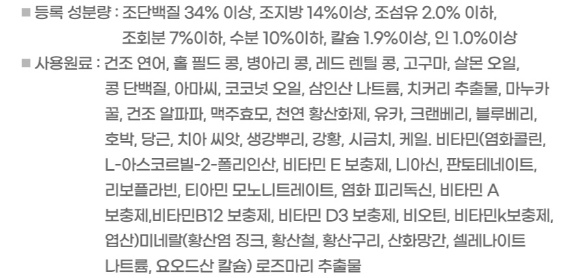 ■ 등록 성분량 : 조단백질 34% 이상, 조지방 14%이상, 조섬유 2.0% 이하,
조회분 7%이하, 수분 10%이하, 칼슘 1.9%이상, 인 1.0%이상
■ 사용원료 : 건조 연어, 홀 필드 콩, 병아리 콩, 레드 렌틸 콩, 고구마, 살몬 오일,
콩 단백질, 아마씨, 코코넛 오일, 삼인산 나트륨, 치커리 추출물, 마누카
꿀, 건조 알파파, 맥주효모, 천연 황산화제, 유카, 크랜베리, 블루베리,
호박, 당근, 치아 씨앗, 생강뿌리, 강황, 시금치, 케일. 비타민(염화콜린,
L-아스코르빌-2-폴리인산, 비타민 E 보충제, 니아신, 판토테네이트,
리보플라빈, 티아민 모노니트레이트, 염화 피리독신, 비타민 A
보충제,비타민B12 보충제, 비타민 D3 보충제, 비오틴, 비타민k보충제,
엽산)미네랄(황산염 징크, 황산철, 황산구리, 산화망간, 셀레나이트
나트륨, 요오드산 칼슘) 로즈마리 추출물